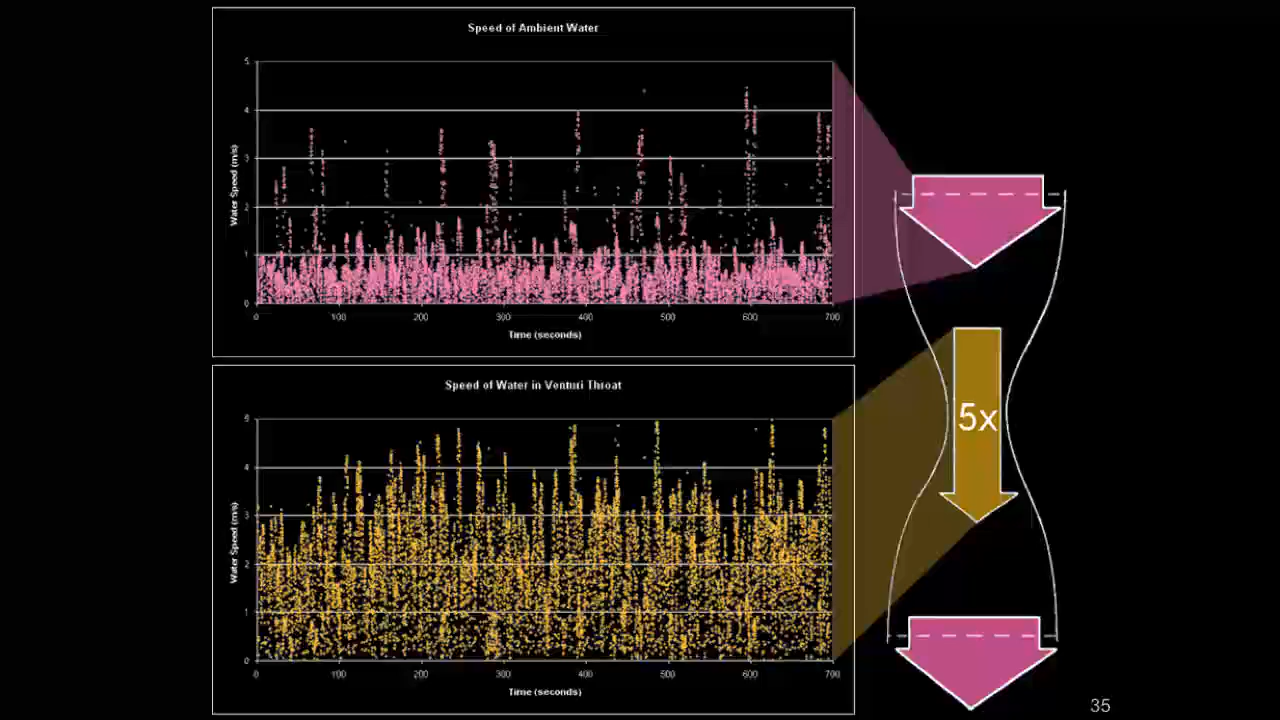 Speed of Ambient Water
5
4
3
2
1
0
Water Speed (m/s)
0 100 200 300 400 500 600 700
Time (seconds)
Speed of Water in Venturi Throat
5
4
3
2
1
0
Water Speed (m/s)
0 100 200 300 400 500 600 700
Time (seconds)
5x
35